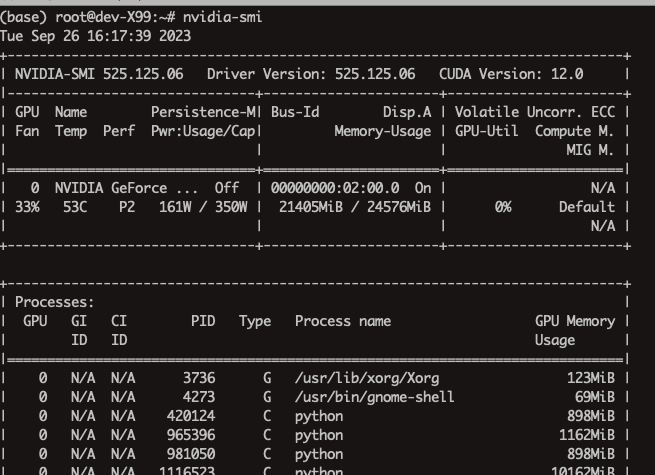 (base) root@dev-X99:~# nvidia-smi
Tue Sep 26 16:17:39 2023
+-----------------------------------------------------------------------------+
| NVIDIA-SMI 525.125.06   Driver Version: 525.125.06   CUDA Version: 12.0     |
|-------------------------------+----------------------+----------------------+
| GPU  Name        Persistence-M| Bus-Id        Disp.A | Volatile Uncorr. ECC |
| Fan  Temp  Perf  Pwr:Usage/Cap|         Memory-Usage | GPU-Util  Compute M. |
|                               |                      |               MIG M. |
|===============================+======================+======================|
|   0  NVIDIA GeForce ...  Off  | 00000000:02:00.0  On |                  N/A |
| 33%   53C    P2   161W / 350W |  21405MiB / 24576MiB |      0%      Default |
|                               |                      |                  N/A |
+-------------------------------+----------------------+----------------------+

+-----------------------------------------------------------------------------+
| Processes:                                                                  |
|  GPU   GI   CI        PID   Type   Process name                  GPU Memory |
|        ID   ID                                                   Usage      |
|=============================================================================|
|    0   N/A  N/A      3736      G   /usr/lib/xorg/Xorg                123MiB |
|    0   N/A  N/A      4273      G   /usr/bin/gnome-shell               69MiB |
|    0   N/A  N/A    420124      C   python                            898MiB |
|    0   N/A  N/A    965396      C   python                           1162MiB |
|    0   N/A  N/A    981050      C   python                            898MiB |
|    0   N/A  N/A   1116523      C   python                          10162MiB |